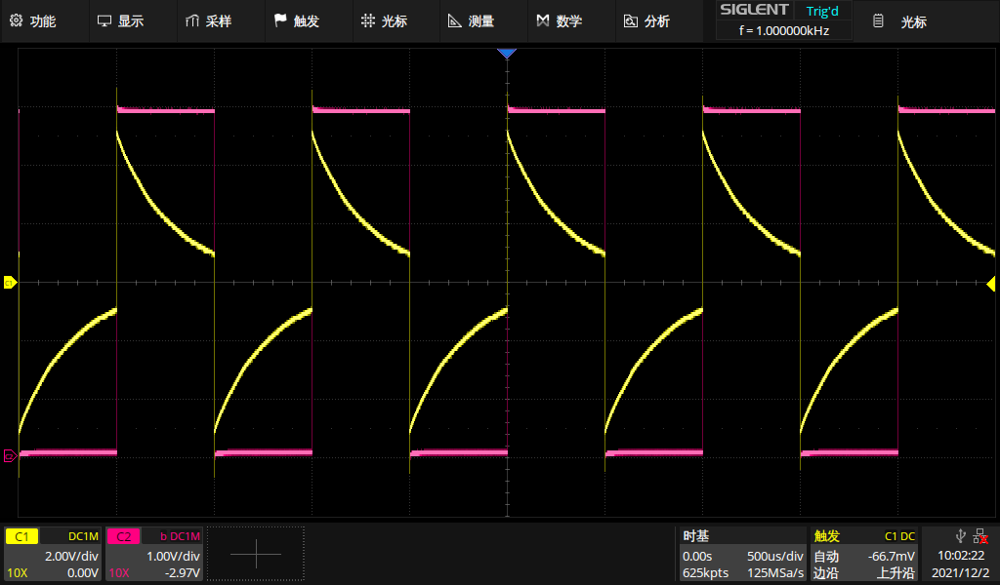 功能 显示 采样 触发 光标 测量 数学 分析 SIGLENT Trig'd 光标
f = 1.000000kHz
C1
C2
C1 DC1M C2 b DC1M 时基 触发 C1 DC
2.00V/div 1.00V/div 0.00s 500us/div 自动 -66.7mV 10:02:22
10X 0.00V 10X -2.97V 625kpts 125MSa/s 边沿 上升沿 2021/12/2